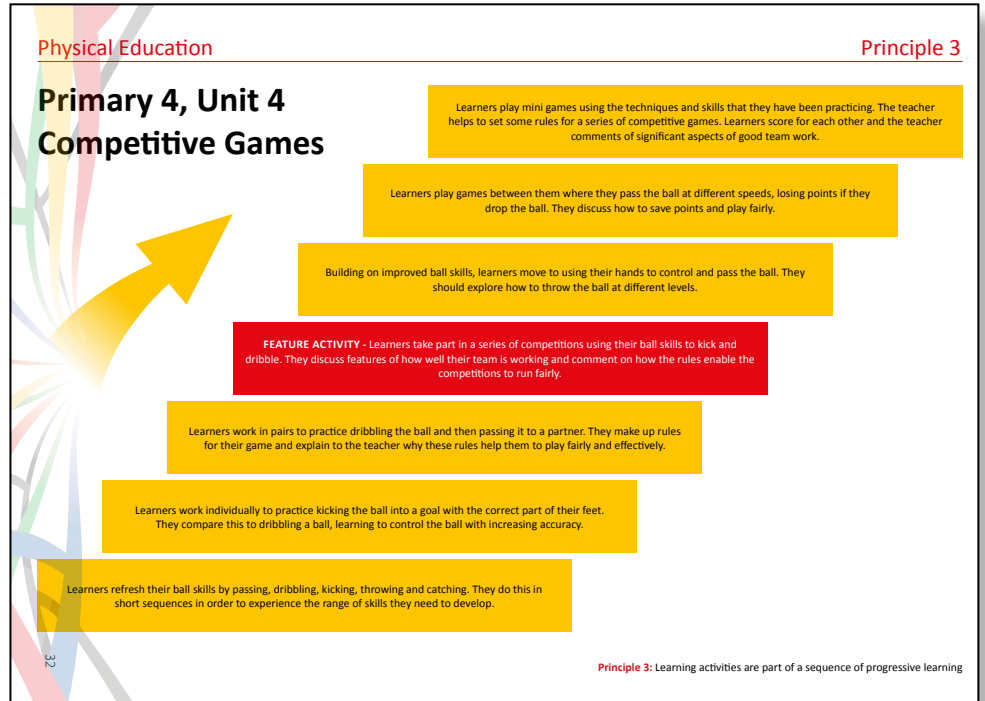 Physical Education
Principle 3
Primary 4, Unit 4
Competitive Games
Learners play mini games using the techniques and skills that they have been practicing. The teacher
helps to set some rules for a series of competitive games. Learners score for each other and the teacher
comments of significant aspects of good team work.
Learners play games between them where they pass the ball at different speeds, losing points if they
drop the ball. They discuss how to save points and play fairly.
Building on improved ball skills, learners move to using their hands to control and pass the ball. They
should explore how to throw the ball at different levels.
FEATURE ACTIVITY - Learners take part in a series of competitions using their ball skills to kick and
dribble. They discuss features of how well their team is working and comment on how the rules enable the
competitions to run fairly.
Learners work in pairs to practice dribbling the ball and then passing it to a partner. They make up rules
for their game and explain to the teacher why these rules help them to play fairly and effectively.
Learners work individually to practice kicking the ball into a goal with the correct part of their feet.
They compare this to dribbling a ball, learning to control the ball with increasing accuracy.
Learners refresh their ball skills by passing, dribbling, kicking, throwing and catching. They do this in
short sequences in order to experience the range of skills they need to develop.
32
Principle 3: Learning activities are part of a sequence of progressive learning